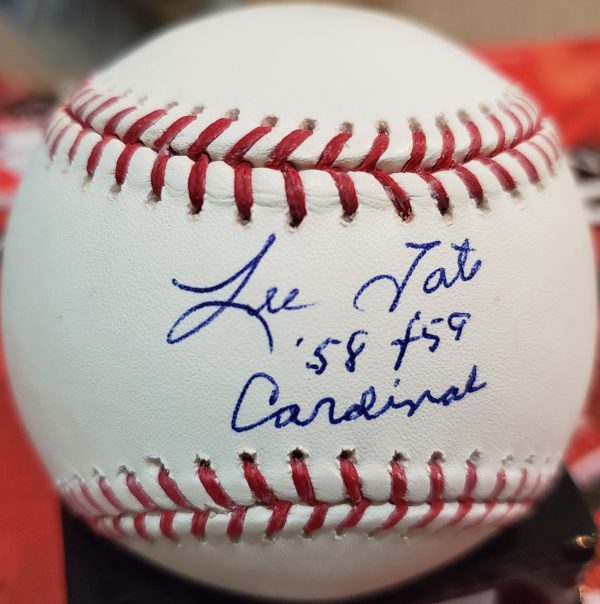 Lee Tate
'58 + 59
Cardinal